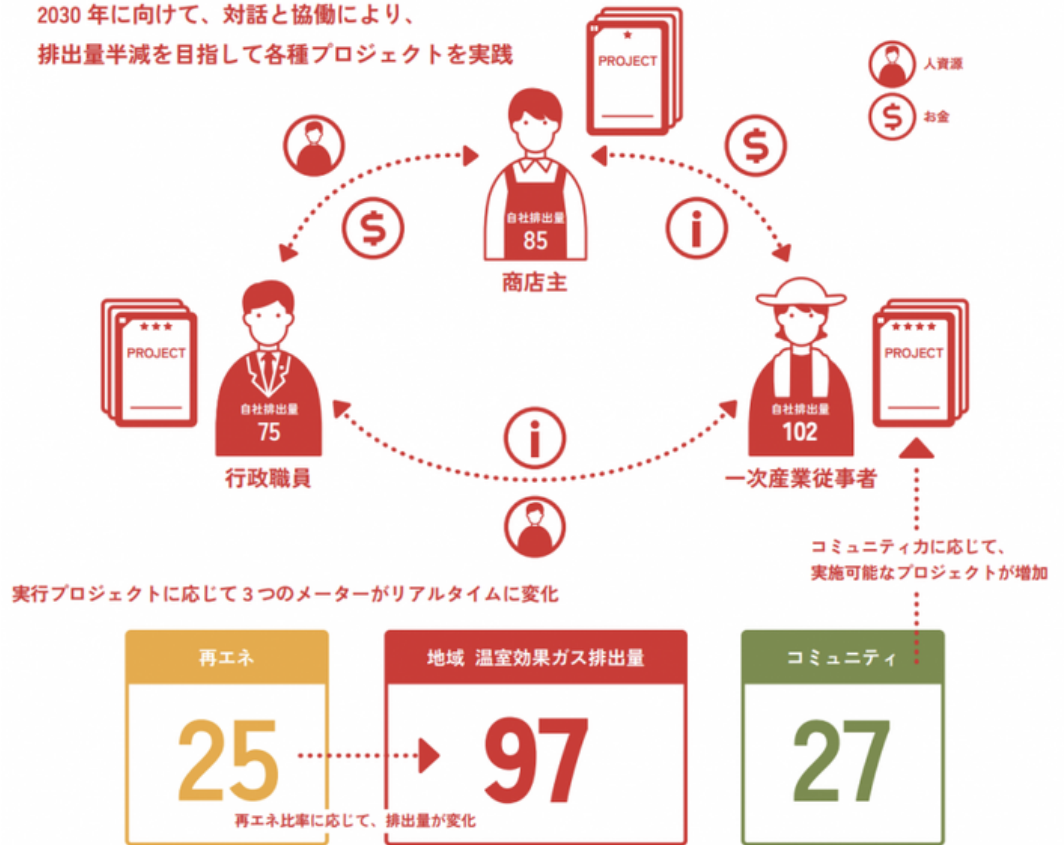 2030 年に向けて、対話と協働により、
排出量半減を目指して各種プロジェクトを実践
PROJECT
人資源
$
お金
$
$
i
自社排出量
85
商店主
PROJECT
自社排出量
75
行政職員
i
自社排出量
102
一次産業従事者
PROJECT
コミュニティ力に応じて、
実施可能なプロジェクトが増加
実行プロジェクトに応じて3つのメーターがリアルタイムに変化
再エネ
25
地域 温室効果ガス排出量
97
コミュニティ
27
再エネ比率に応じて、排出量が変化